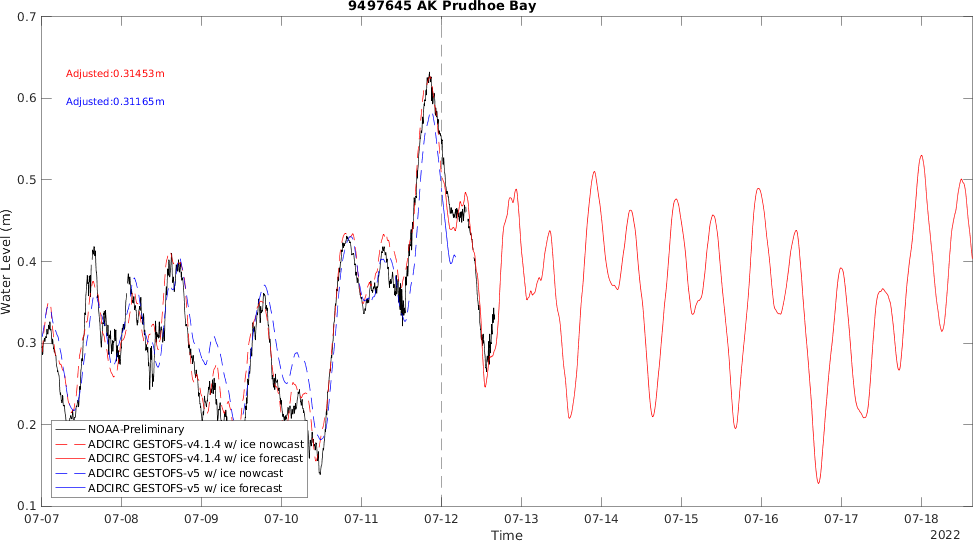 9497645 AK Prudhoe Bay
0.7
0.6
0.5
0.4
0.3
0.2
0.1
Water Level (m)
Adjusted:0.31453m
Adjusted:0.31165m
NOAA-Preliminary
ADCIRC GESTOFS-v4.1.4 w/ ice nowcast
ADCIRC GESTOFS-v4.1.4 w/ ice forecast
ADCIRC GESTOFS-v5 w/ ice nowcast
ADCIRC GESTOFS-v5 w/ ice forecast
07-07 07-08 07-09 07-10 07-11 07-12 07-13 07-14 07-15 07-16 07-17 07-18
Time
2022